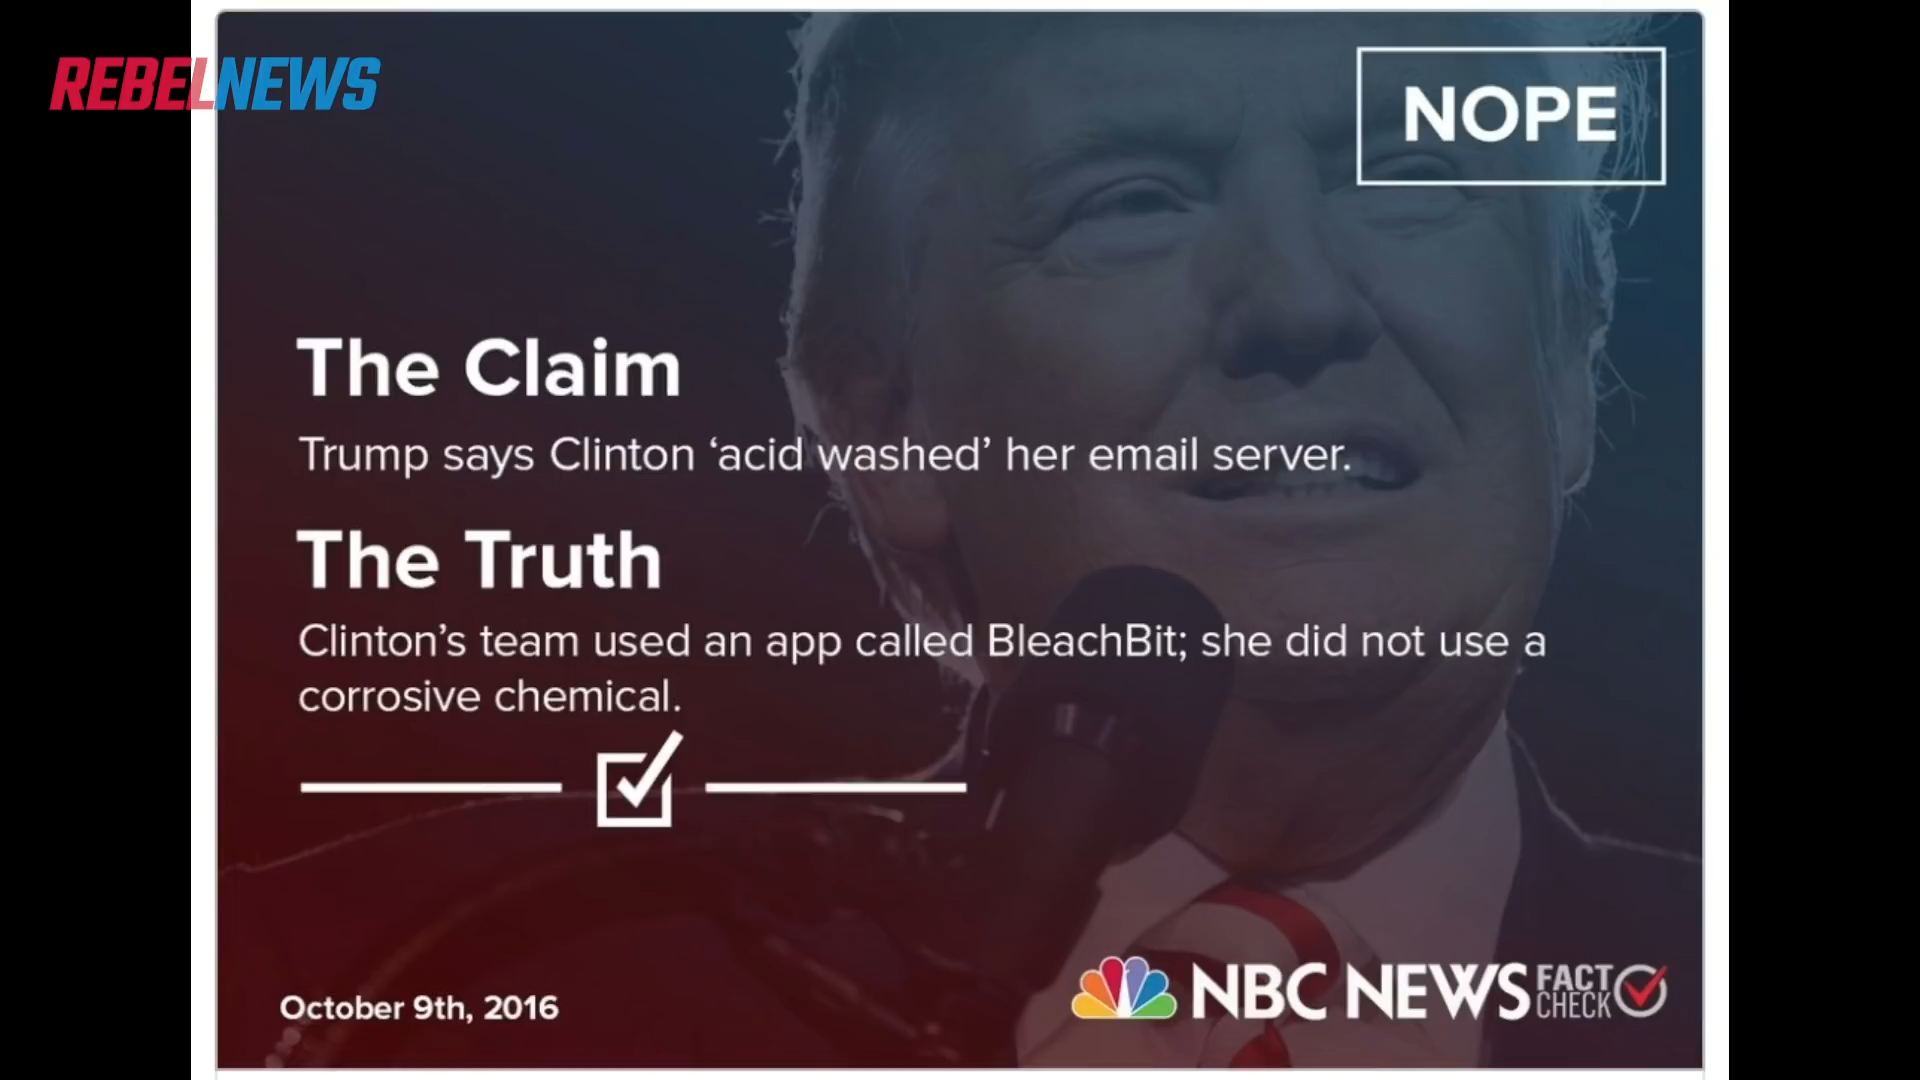 REBELNEWS
NOPE
The Claim
Trump says Clinton ‘acid washed’ her email server.
The Truth
Clinton’s team used an app called BleachBit; she did not use a
corrosive chemical.
October 9th, 2016
NBC NEWS FACT CHECK